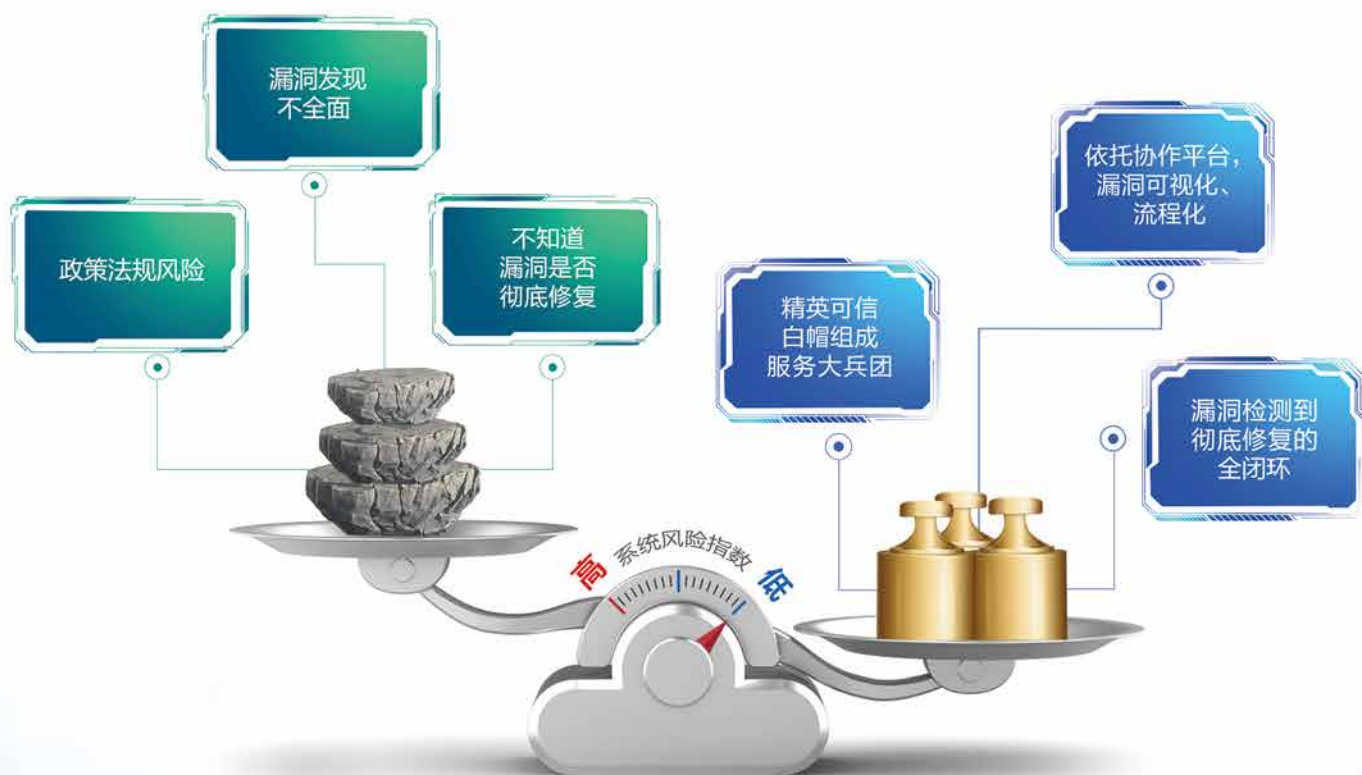 漏洞发现
不全面
政策法规风险
不知道
漏洞是否
彻底修复
依托协作平台，
漏洞可视化、
流程化
精英可信
白帽组成
服务大兵团
漏洞检测到
彻底修复的
全闭环
高 系统风险指数 低